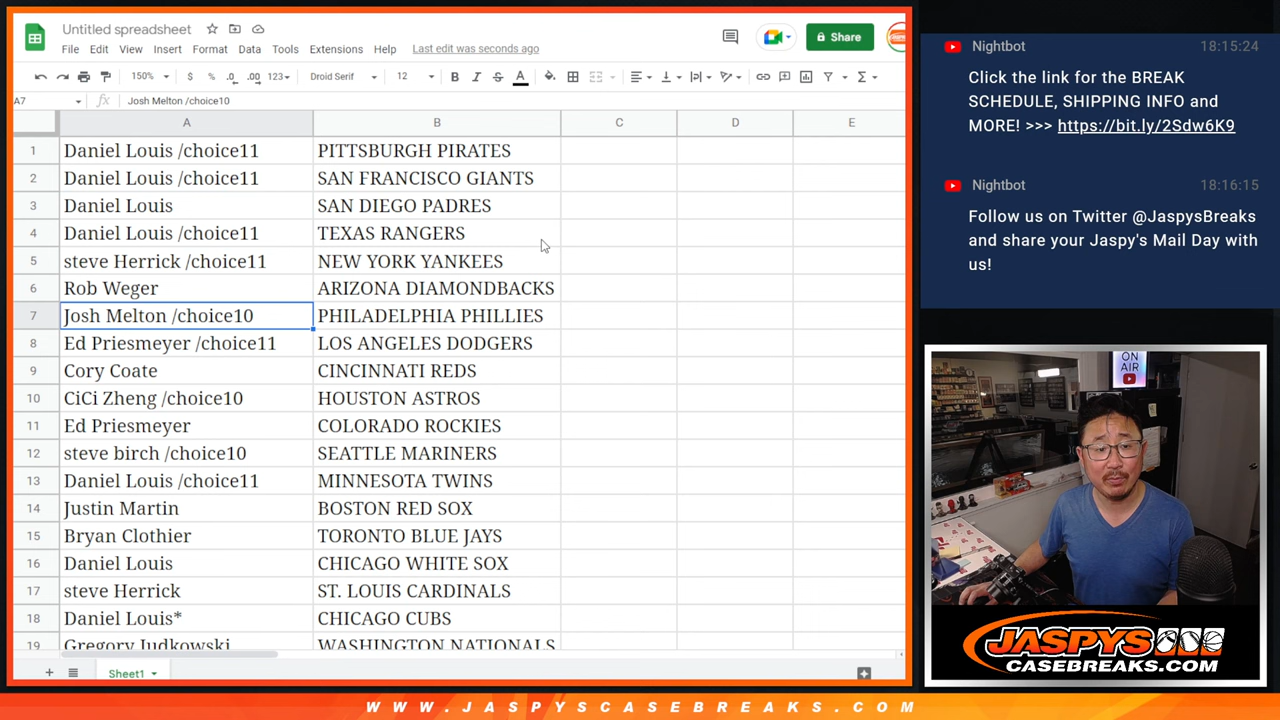 Untitled spreadsheet
File Edit View Insert Format Data Tools Extensions Help Last edit was seconds ago
Share
150% $ % .0 .00 123 Droid Serif 12 B I S A
A7 fx Josh Melton /choice10
A B C D E
1 Daniel Louis /choice11 PITTSBURGH PIRATES
2 Daniel Louis /choice11 SAN FRANCISCO GIANTS
3 Daniel Louis SAN DIEGO PADRES
4 Daniel Louis /choice11 TEXAS RANGERS
5 steve Herrick /choice11 NEW YORK YANKEES
6 Rob Weger ARIZONA DIAMONDBACKS
7 Josh Melton /choice10 PHILADELPHIA PHILLIES
8 Ed Priesmeyer /choice11 LOS ANGELES DODGERS
9 Cory Coate CINCINNATI REDS
10 CiCi Zheng /choice10 HOUSTON ASTROS
11 Ed Priesmeyer COLORADO ROCKIES
12 steve birch /choice10 SEATTLE MARINERS
13 Daniel Louis /choice11 MINNESOTA TWINS
14 Justin Martin BOSTON RED SOX
15 Bryan Clothier TORONTO BLUE JAYS
16 Daniel Louis CHICAGO WHITE SOX
17 steve Herrick ST. LOUIS CARDINALS
18 Daniel Louis* CHICAGO CUBS
19 Gregory Judkowski WASHINGTON NATIONALS
Sheet1
Nightbot 18:15:24
Click the link for the BREAK
SCHEDULE, SHIPPING INFO and
MORE! >>> https://bit.ly/2Sdw6K9
Nightbot 18:16:15
Follow us on Twitter @JaspysBreaks
and share your Jaspy's Mail Day with
us!
ON
AIR
JASPYS
CASEBREAKS.COM
WWW.JASPYSCASEBREAKS.COM